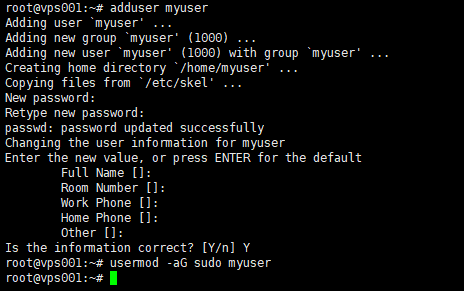 root@vps001:~# adduser myuser
Adding user `myuser' ...
Adding new group `myuser' (1000) ...
Adding new user `myuser' (1000) with group `myuser' ...
Creating home directory `/home/myuser' ...
Copying files from `/etc/skel' ...
New password:
Retype new password:
passwd: password updated successfully
Changing the user information for myuser
Enter the new value, or press ENTER for the default
        Full Name []:
        Room Number []:
        Work Phone []:
        Home Phone []:
        Other []:
Is the information correct? [Y/n] Y
root@vps001:~# usermod -aG sudo myuser
root@vps001:~#